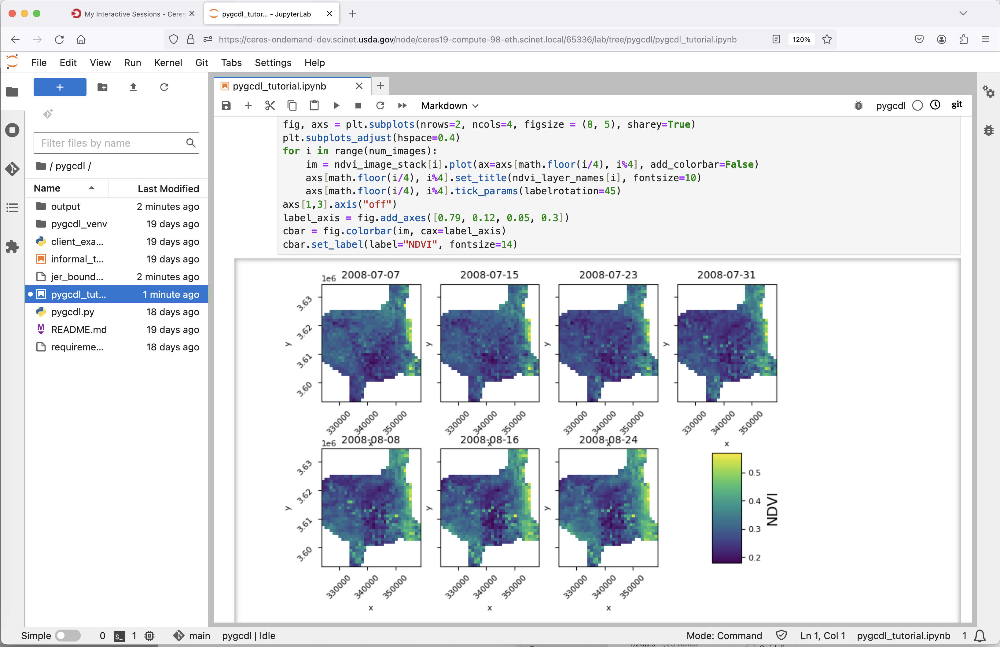 My Interactive Sessions - Ceres
pygcdl_tutor... - JupyterLab
https://ceres-ondemand-dev.scinet.usda.gov/node/ceres19-compute-98-eth.scinet.local/65336/lab/tree/pygcdl/pygcdl_tutorial.ipynb
120%
File Edit View Run Kernel Git Tabs Settings Help
Filter files by name
/ pygcdl /
Name Last Modified
output 2 minutes ago
pygcdl_venv 19 days ago
client_exa... 19 days ago
informal_t... 19 days ago
jer_bound... 2 minutes ago
pygcdl_tut... 1 minute ago
pygcdl.py 18 days ago
README.md 19 days ago
requireme... 18 days ago
pygcdl_tutorial.ipynb
Markdown
pygcdl
git
fig, axs = plt.subplots(nrows=2, ncols=4, figsize = (8, 5), sharey=True)
plt.subplots_adjust(hspace=0.4)
for i in range(num_images):
    im = ndvi_image_stack[i].plot(ax=axs[math.floor(i/4), i%4], add_colorbar=False)
    axs[math.floor(i/4), i%4].set_title(ndvi_layer_names[i], fontsize=10)
    axs[math.floor(i/4), i%4].tick_params(labelrotation=45)
axs[1,3].axis("off")
label_axis = fig.add_axes([0.79, 0.12, 0.05, 0.3])
cbar = fig.colorbar(im, cax=label_axis)
cbar.set_label(label="NDVI", fontsize=14)
1e6 2008-07-07 2008-07-15 2008-07-23 2008-07-31
3.63
3.62
y y y y
3.61
3.60
330000 340000 350000 330000 340000 350000 330000 340000 350000 330000 340000 350000
x x x x
1e6 2008-08-08 2008-08-16 2008-08-24
3.63
3.62
y y y
3.61
3.60
330000 340000 350000 330000 340000 350000 330000 340000 350000
x x x
0.5
0.4
0.3
0.2
NDVI
Simple 0 $_ 1 main pygcdl | Idle Mode: Command Ln 1, Col 1 pygcdl_tutorial.ipynb 1